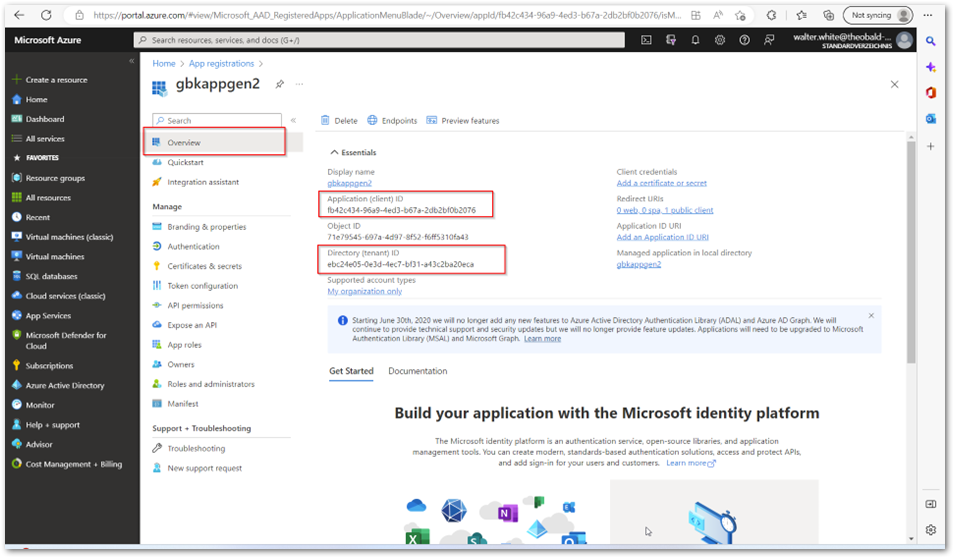 https://portal.azure.com/#view/Microsoft_AAD_RegisteredApps/ApplicationMenuBlade/~/Overview/appId/fb42c434-96a9-4ed3-b67a-2db2bf0b2076/isM...
Not syncing
Microsoft Azure
Search resources, services, and docs (G+/)
walter.white@theobald-...
STANDARDVERZEICHNIS
Create a resource
Home
Dashboard
All services
FAVORITES
Resource groups
All resources
Recent
Virtual machines (classic)
Virtual machines
SQL databases
Cloud services (classic)
App Services
Microsoft Defender for
Cloud
Subscriptions
Azure Active Directory
Monitor
Help + support
Advisor
Cost Management + Billing
Home > App registrations >
gbkappgen2
Search
Overview
Quickstart
Integration assistant
Manage
Branding & properties
Authentication
Certificates & secrets
Token configuration
API permissions
Expose an API
App roles
Owners
Roles and administrators
Manifest
Support + Troubleshooting
Troubleshooting
New support request
Delete Endpoints Preview features
Essentials
Display name
gbkappgen2
Application (client) ID
fb42c434-96a9-4ed3-b67a-2db2bf0b2076
Object ID
71e79545-697a-4d97-8f52-f6ff5310fa43
Directory (tenant) ID
ebc24e05-0e3d-4ec7-bf31-a43c2ba20eca
Supported account types
My organization only
Client credentials
Add a certificate or secret
Redirect URIs
0 web, 0 spa, 1 public client
Application ID URI
Add an Application ID URI
Managed application in local directory
gbkappgen2
Starting June 30th, 2020 we will no longer add any new features to Azure Active Directory Authentication Library (ADAL) and Azure AD Graph. We will
continue to provide technical support and security updates but we will no longer provide feature updates. Applications will need to be upgraded to Microsoft
Authentication Library (MSAL) and Microsoft Graph. Learn more
Get Started Documentation
Build your application with the Microsoft identity platform
The Microsoft identity platform is an authentication service, open-source libraries, and application
management tools. You can create modern, standards-based authentication solutions, access and protect APIs,
and add sign-in for your users and customers. Learn more